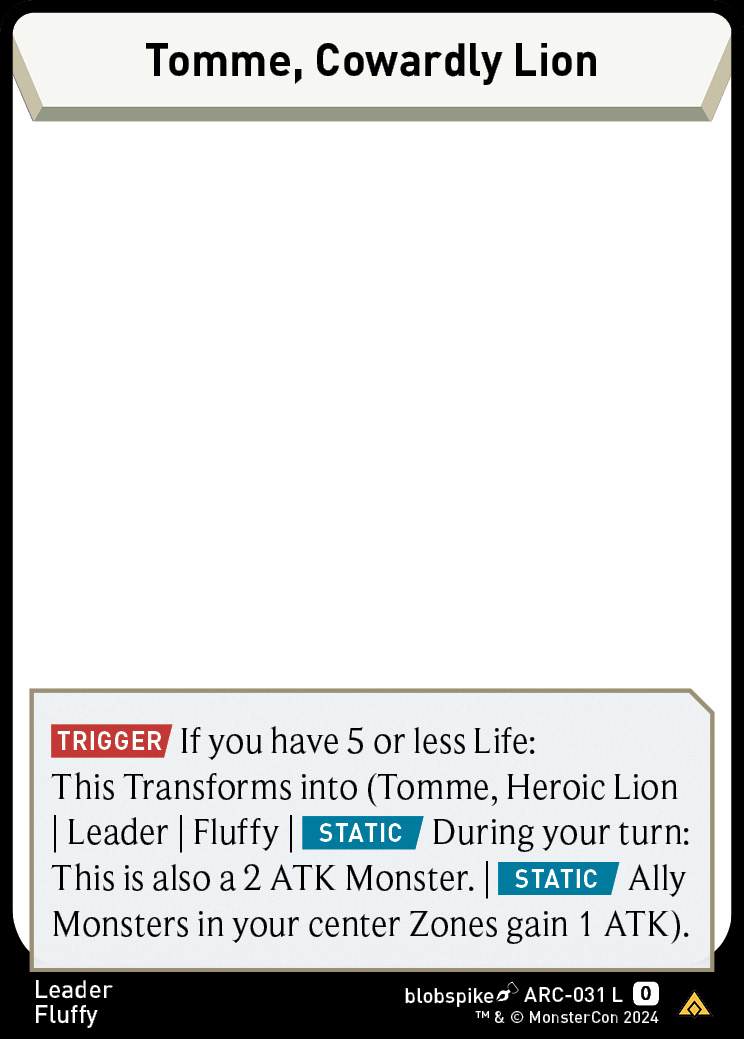 Tomme, Cowardly Lion
TRIGGER If you have 5 or less Life:
This Transforms into (Tomme, Heroic Lion
| Leader | Fluffy | STATIC During your turn:
This is also a 2 ATK Monster. | STATIC Ally
Monsters in your center Zones gain 1 ATK).
Leader
Fluffy
blobspike ARC-031 L 0
™ & © MonsterCon 2024